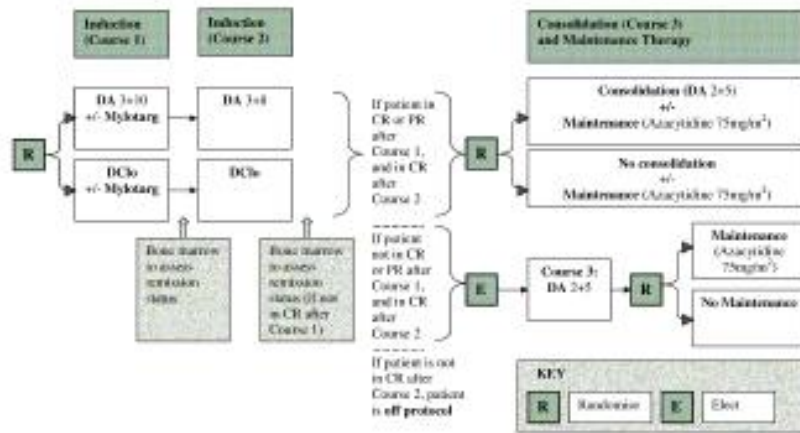 Induction
(Course 1)
Induction
(Course 2)
Consolidation (Course 3)
and Maintenance Therapy
DA 3+10
+/- Mylotarg
DA 3+8
R
DClo
+/- Mylotarg
DClo
Bone marrow
to assess
remission
status
Bone marrow
to assess
remission
status (if not
in CR after
Course 1)
If patient in
CR or PR
after
Course 1,
and in CR
after
Course 2
R
Consolidation (DA 2+5)
+/-
Maintenance (Azacytidine 75mg/m²)
No consolidation
+/-
Maintenance (Azacytidine 75mg/m²)
If patient
not in CR
or PR after
Course 1,
and in CR
after
Course 2
E
Course 3:
DA 2+5
R
Maintenance
(Azacytidine
75mg/m²)
No Maintenance
If patient is not
in CR after
Course 2, patient
is off protocol
KEY
R
Randomise
E
Elect